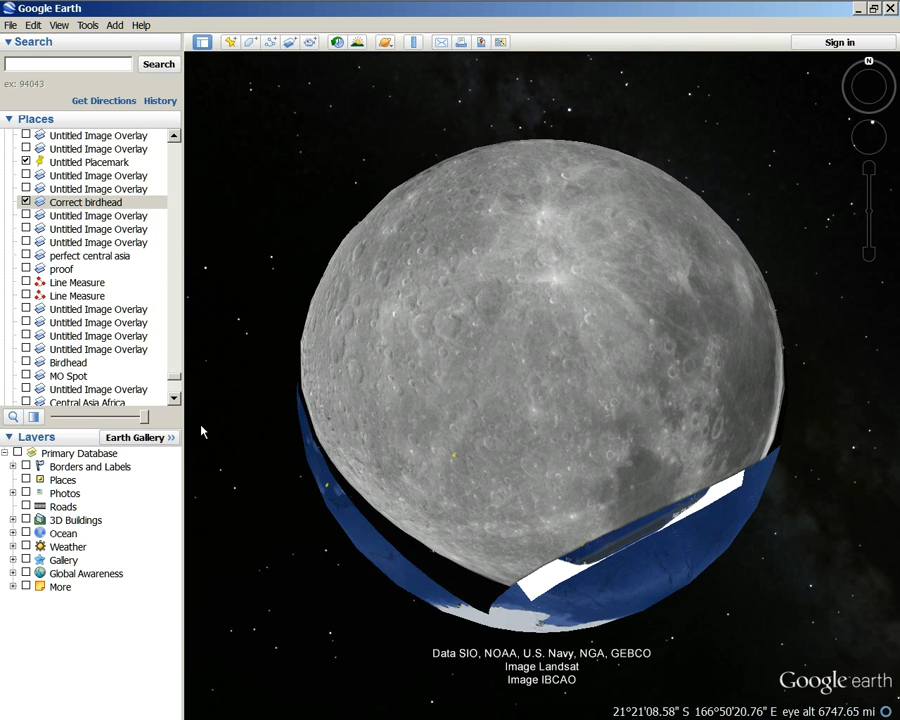 Google Earth
File Edit View Tools Add Help
Search
Search
ex: 94043
Get Directions History
Places
Untitled Image Overlay
Untitled Image Overlay
Untitled Placemark
Untitled Image Overlay
Untitled Image Overlay
Correct birdhead
Untitled Image Overlay
Untitled Image Overlay
Untitled Image Overlay
perfect central asia
proof
Line Measure
Line Measure
Untitled Image Overlay
Untitled Image Overlay
Untitled Image Overlay
Untitled Image Overlay
Birdhead
MO Spot
Untitled Image Overlay
Central Asia Africa
Layers
Earth Gallery >>
Primary Database
Borders and Labels
Places
Photos
Roads
3D Buildings
Ocean
Weather
Gallery
Global Awareness
More
Sign in
N
Data SIO, NOAA, U.S. Navy, NGA, GEBCO
Image Landsat
Image IBCAO
Google earth
21°21'08.58" S 166°50'20.76" E eye alt 6747.65 mi